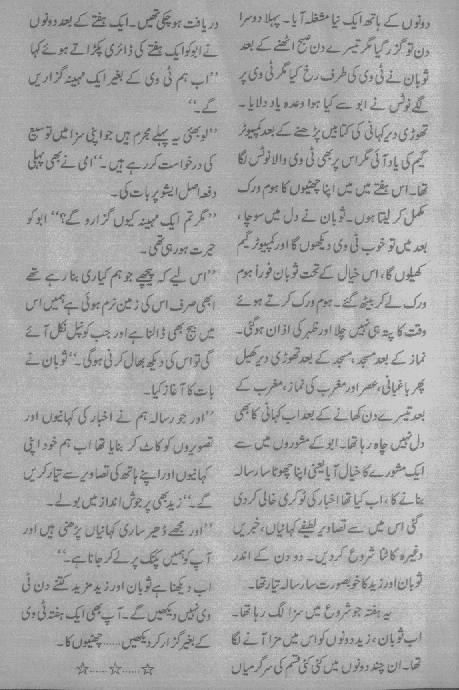 دونوں کے ہاتھ ایک نیا مشغلہ آیا۔ پہلا دوسرا
دن تو گزر گیا مگر تیسرے دن صبح اٹھنے کے بعد
ثوبان نے ٹی وی کی طرف رخ کیا مگر ٹی وی پر
لگے نوٹس نے ابو سے کیا ہوا وعدہ یاد دلایا۔
تھوڑی دیر کہانی کی کتابیں پڑھنے کے بعد کمپیوٹر
گیم کی یاد آئی مگر اس پر بھی ٹی وی والا نوٹس لگا
تھا۔ اس ہفتے میں میں اپنا چھٹیوں کا ہوم ورک
مکمل کر لیتا ہوں۔ ثوبان نے دل میں سوچا،
بعد میں تو خوب ٹی وی دیکھوں گا اور کمپیوٹر گیم
کھیلوں گا، اس خیال کے تحت ثوبان فوراً ہوم
ورک لے کر بیٹھ گئے۔ ہوم ورک کرتے ہوئے
وقت کا پتہ ہی نہیں چلا اور ظہر کی اذان ہو گئی۔
نماز کے بعد مسجد، مسجد کے بعد تھوڑی دیر کھیل
پھر باغبانی، عصر اور مغرب کی نماز، مغرب کے
بعد تیسرے دن کھانے کے بعد اب کہانی کا بھی
دل نہیں چاہ رہا تھا۔ ابو کے مشوروں میں سے
ایک مشورے کا خیال آیا یعنی اپنا چھوٹا سا رسالہ
بنانے کا، اب کیا تھا اخبار کی ٹوکری خالی کر دی
گئی اس میں سے تصاویر لطیفے کہانیاں، خبریں
وغیرہ کاٹنا شروع کر دیں۔ دو دن کے اندر
ثوبان اور زید کا خوبصورت سا رسالہ تیار تھا۔
یہ ہفتہ جو شروع میں سزا لگ رہا تھا۔
اب ثوبان، زید دونوں کو اس میں مزا آنے لگا
تھا۔ ان چند دنوں میں کئی کئی قسم کی سرگرمیاں
دریافت ہو چکی تھیں۔ ایک ہفتے کے بعد دونوں
نے ابو کو ایک ہفتے کی ڈائری پکڑاتے ہوئے کہا
”اب ہم ٹی وی کے بغیر ایک مہینہ گزاریں
گے۔“
”لو بھئی یہ پہلے مجرم ہیں جو اپنی سزا میں توسیع
کی درخواست کر رہے ہیں۔“ امی نے بھی پہلی
دفعہ اصل ایشو پر بات کی۔
”مگر تم ایک مہینہ کیوں گزارو گے؟“ ابو کو
حیرت ہو رہی تھی۔
”اس لیے کہ پیچھے جو ہم کیاری بنا رہے تھے
ابھی صرف اس کی زمین نرم ہوئی ہے ہمیں اس
میں بیج بھی ڈالنا ہے اور جب کونپل نکل آئے
گی تو اس کی دیکھ بھال کرنی ہو گی۔“ ثوبان نے
بات کا آغاز کیا۔
”اور جو رسالہ ہم نے اخبار کی کہانیوں اور
تصویروں کو کاٹ کر بنایا تھا اب ہم خود اپنی
کہانیوں اور اپنے ہاتھ کی تصاویر سے تیار کریں
گے۔“ زید بھی پر جوش انداز میں بولے۔
”اور مجھے ڈھیر ساری کہانیاں پڑھنی ہیں اور
آپ کو ہمیں پکنک پر لے کر جانا ہے۔“
اب دیکھنا ہے ثوبان اور زید مزید کتنے دن ٹی
وی نہیں دیکھیں گے۔ آپ بھی ایک ہفتہ ٹی وی
کے بغیر گزار کر دیکھیں ...... چھٹیوں کا۔
☆......☆......☆